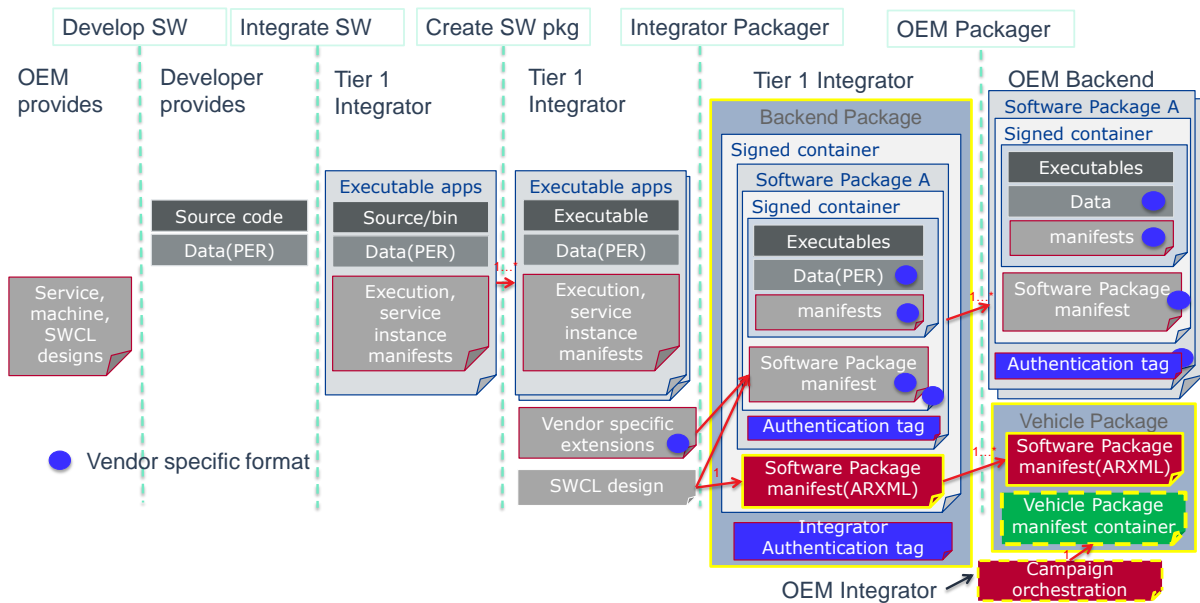 Develop SW
Integrate SW
Create SW pkg
Integrator Packager
OEM Packager
OEM
provides
Developer
provides
Tier 1
Integrator
Tier 1
Integrator
Tier 1 Integrator
OEM Backend
Service,
machine,
SWCL
designs
Source code
Data(PER)
Executable apps
Source/bin
Data(PER)
Execution,
service
instance
manifests
1...*
Executable apps
Executable
Data(PER)
Execution,
service
instance
manifests
Vendor specific
extensions
SWCL design
1
Backend Package
Signed container
Software Package A
Signed container
Executables
Data(PER)
manifests
Software Package
manifest
Authentication tag
Software Package
manifest(ARXML)
Integrator
Authentication tag
1...*
1...*
Software Package A
Signed container
Executables
Data
manifests
Software Package
manifest
Authentication tag
Vehicle Package
Software Package
manifest(ARXML)
Vehicle Package
manifest container
1
Campaign
orchestration
OEM Integrator
Vendor specific format